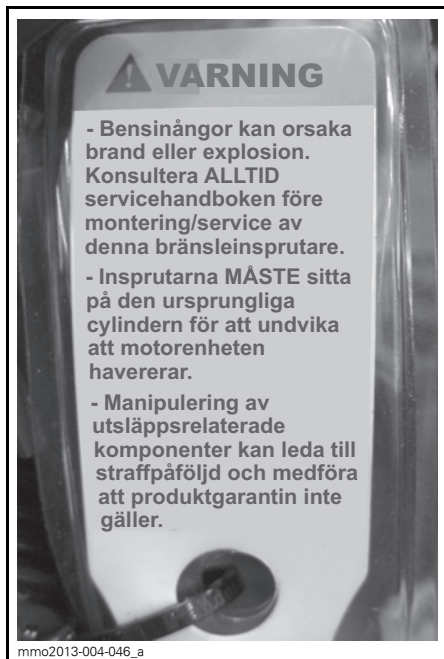 VARNING
- Bensinångor kan orsaka
brand eller explosion.
Konsultera ALLTID
servicehandboken före
montering/service av
denna bränsleinsprutare.
- Insprutarna MÅSTE sitta
på den ursprungliga
cylindern för att undvika
att motorenheten
havererar.
- Manipulering av
utsläppsrelaterade
komponenter kan leda till
straffpåföljd och medföra
att produktgarantin inte
gäller.
mmo2013-004-046_a